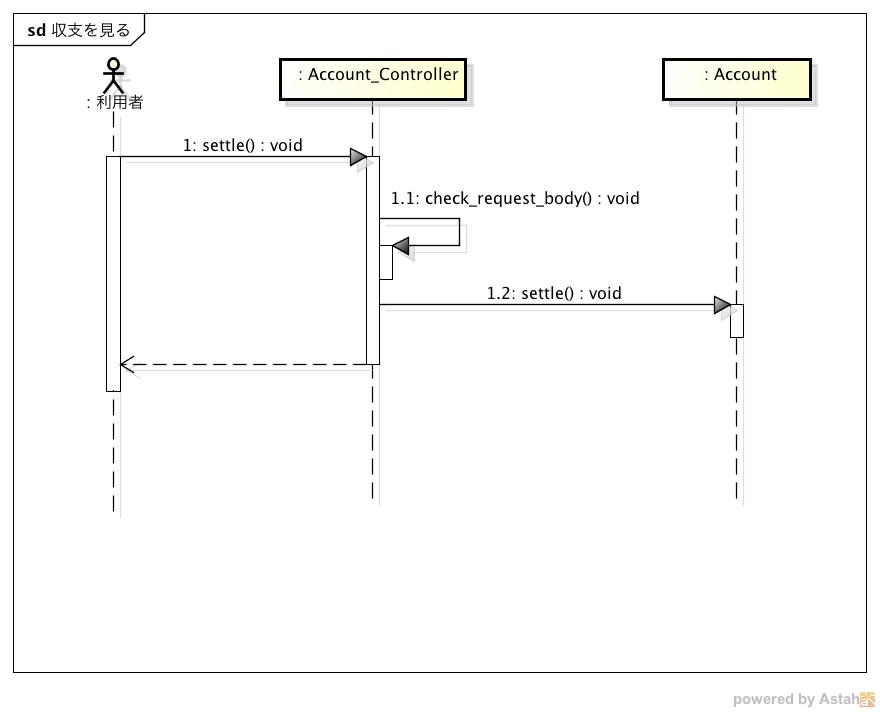 sd 収支を見る
: 利用者
: Account_Controller
: Account
1: settle() : void
1.1: check_request_body() : void
1.2: settle() : void
powered by Astah